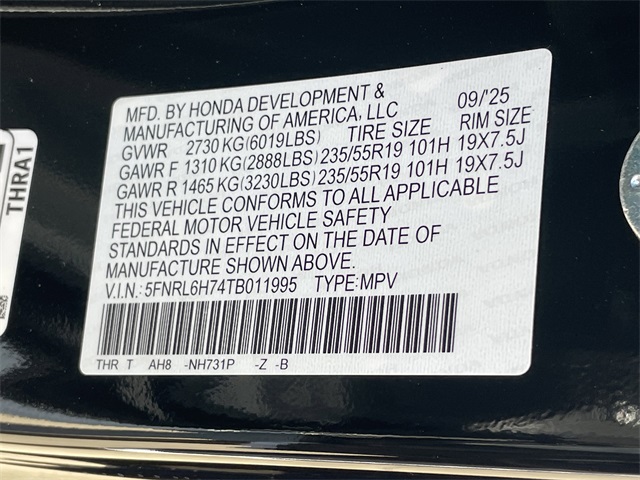 MFD. BY HONDA DEVELOPMENT &
MANUFACTURING OF AMERICA, LLC 09/'25
GVWR 2730 KG(6019LBS) TIRE SIZE RIM SIZE
GAWR F 1310 KG(2888LBS) 235/55R19 101H 19X7.5J
GAWR R 1465 KG(3230LBS) 235/55R19 101H 19X7.5J
THIS VEHICLE CONFORMS TO ALL APPLICABLE
FEDERAL MOTOR VEHICLE SAFETY
STANDARDS IN EFFECT ON THE DATE OF
MANUFACTURE SHOWN ABOVE.
V.I.N.: 5FNRL6H74TB011995 TYPE:MPV
THR T AH8 -NH731P -Z -B
THRA1